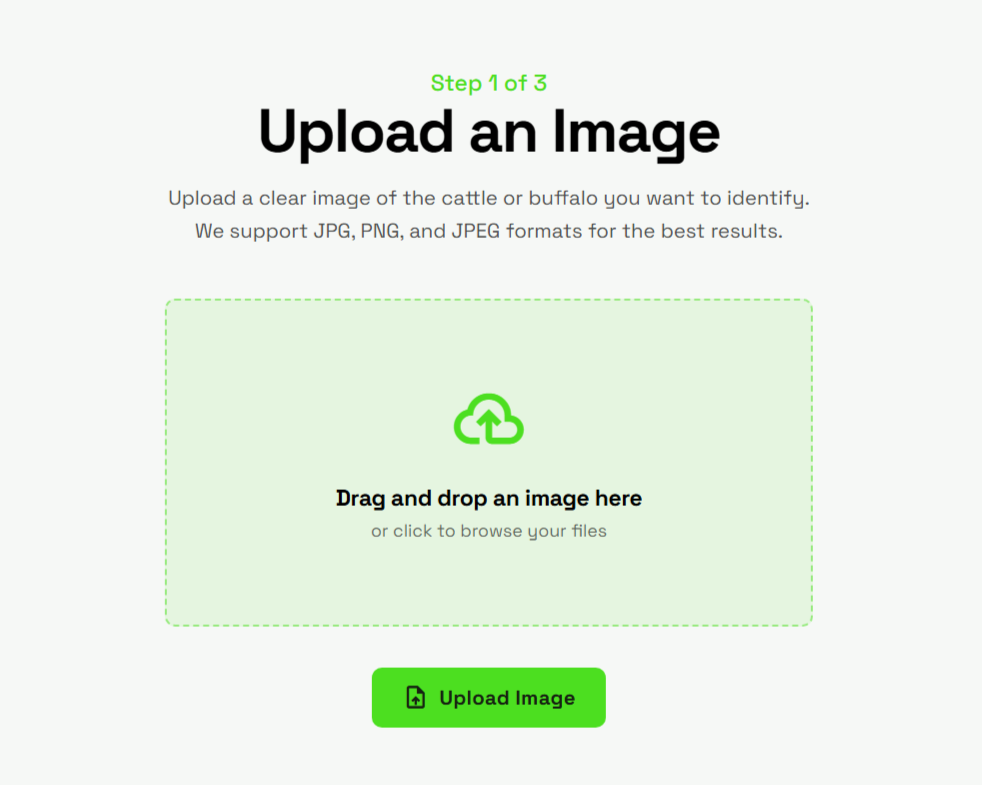 Step 1 of 3
Upload an Image
Upload a clear image of the cattle or buffalo you want to identify.
We support JPG, PNG, and JPEG formats for the best results.
Drag and drop an image here
or click to browse your files
Upload Image